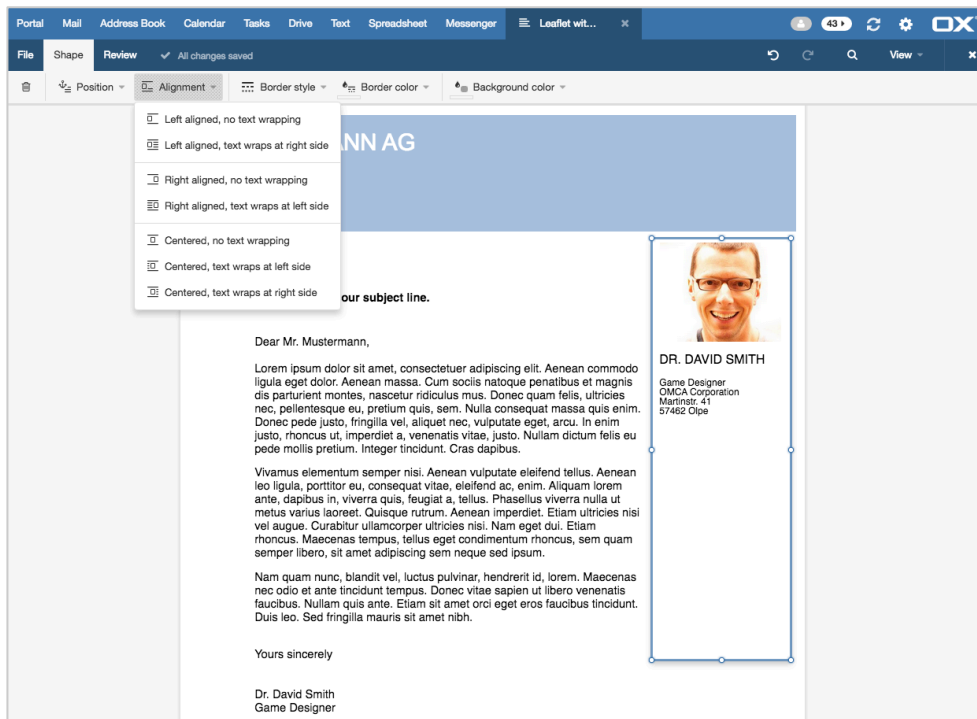 Portal Mail Address Book Calendar Tasks Drive Text Spreadsheet Messenger Leaflet wit... 43 OX
File Shape Review All changes saved View
Position Alignment Border style Border color Background color
Left aligned, no text wrapping
Left aligned, text wraps at right side
Right aligned, no text wrapping
Right aligned, text wraps at left side
Centered, no text wrapping
Centered, text wraps at left side
Centered, text wraps at right side
NN AG
our subject line.
Dear Mr. Mustermann,
Lorem ipsum dolor sit amet, consectetuer adipiscing elit. Aenean commodo
ligula eget dolor. Aenean massa. Cum sociis natoque penatibus et magnis
dis parturient montes, nascetur ridiculus mus. Donec quam felis, ultricies
nec, pellentesque eu, pretium quis, sem. Nulla consequat massa quis enim.
Donec pede justo, fringilla vel, aliquet nec, vulputate eget, arcu. In enim
justo, rhoncus ut, imperdiet a, venenatis vitae, justo. Nullam dictum felis eu
pede mollis pretium. Integer tincidunt. Cras dapibus.
Vivamus elementum semper nisi. Aenean vulputate eleifend tellus. Aenean
leo ligula, porttitor eu, consequat vitae, eleifend ac, enim. Aliquam lorem
ante, dapibus in, viverra quis, feugiat a, tellus. Phasellus viverra nulla ut
metus varius laoreet. Quisque rutrum. Aenean imperdiet. Etiam ultricies nisi
vel augue. Curabitur ullamcorper ultricies nisi. Nam eget dui. Etiam
rhoncus. Maecenas tempus, tellus eget condimentum rhoncus, sem quam
semper libero, sit amet adipiscing sem neque sed ipsum.
Nam quam nunc, blandit vel, luctus pulvinar, hendrerit id, lorem. Maecenas
nec odio et ante tincidunt tempus. Donec vitae sapien ut libero venenatis
faucibus. Nullam quis ante. Etiam sit amet orci eget eros faucibus tincidunt.
Duis leo. Sed fringilla mauris sit amet nibh.
Yours sincerely
Dr. David Smith
Game Designer
DR. DAVID SMITH
Game Designer
OMCA Corporation
Martinstr. 41
57462 Olpe